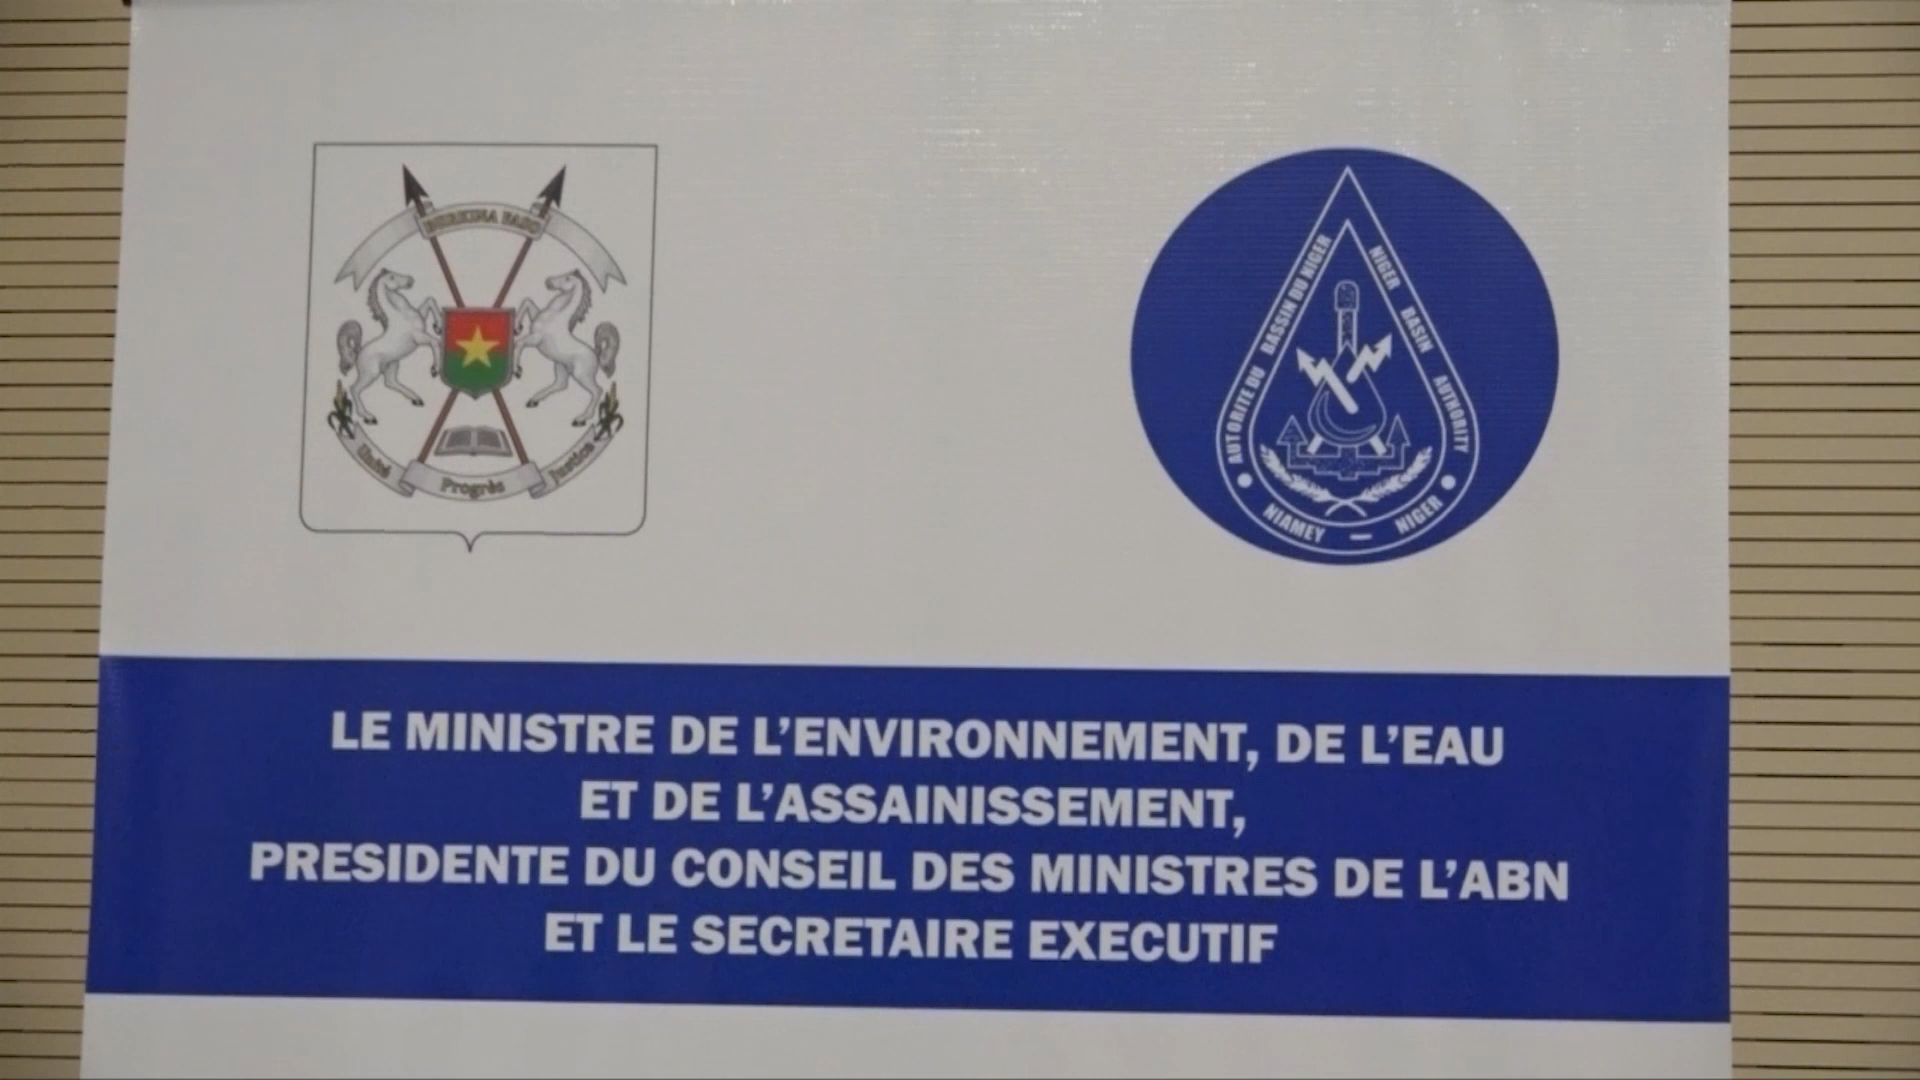 BURKINA FASO
Unité
Progrès
Justice
AUTORITE DU BASSIN DU NIGER
NIGER BASIN AUTHORITY
NIAMEY — NIGER
LE MINISTRE DE L'ENVIRONNEMENT, DE L'EAU
ET DE L'ASSAINISSEMENT,
PRESIDENTE DU CONSEIL DES MINISTRES DE L'ABN
ET LE SECRETAIRE EXECUTIF